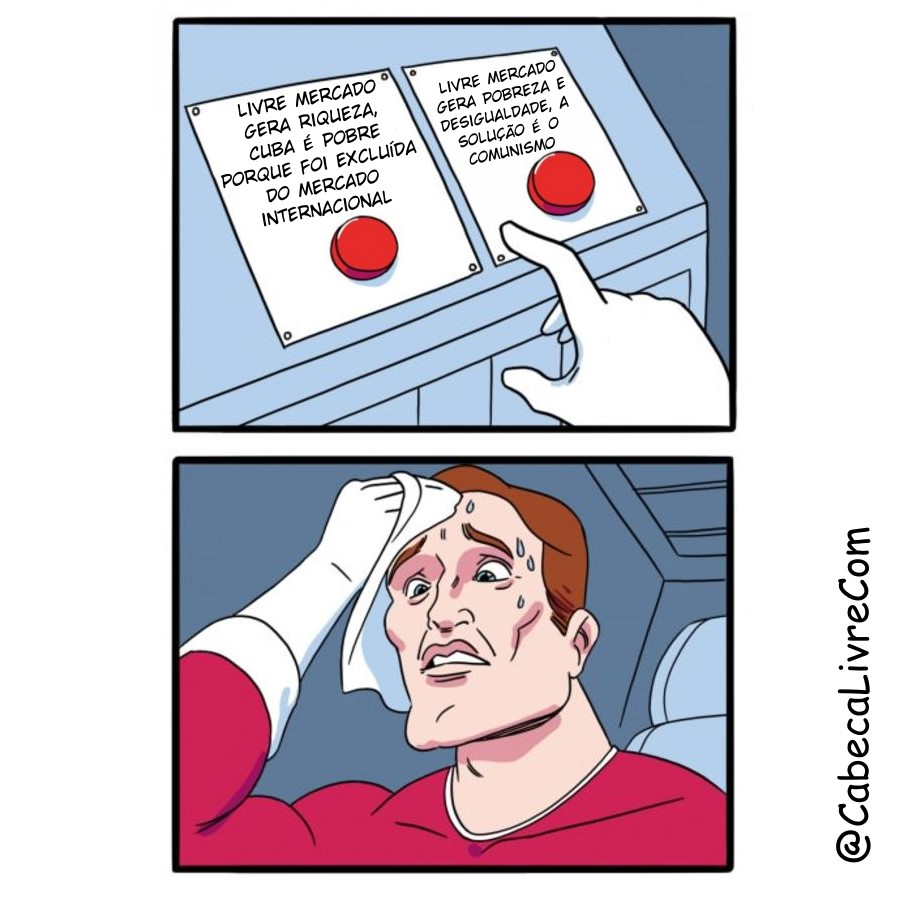 LIVRE MERCADO
GERA RIQUEZA,
CUBA É POBRE
PORQUE FOI EXCLUÍDA
DO MERCADO
INTERNACIONAL
LIVRE MERCADO
GERA POBREZA E
DESIGUALDADE, A
SOLUÇÃO É O
COMUNISMO
@CabecaLivreCom